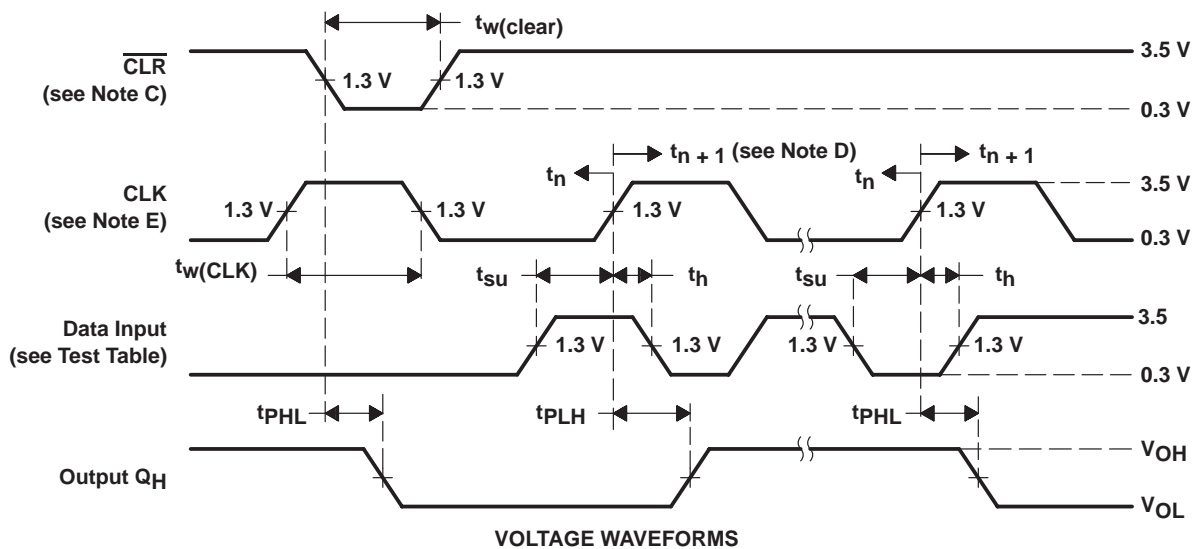 tw(clear)
CLR
(see Note C)
1.3 V
1.3 V
3.5 V
0.3 V
tn
tn + 1 (see Note D)
tn
tn + 1
CLK
(see Note E)
1.3 V
1.3 V
1.3 V
1.3 V
3.5 V
0.3 V
tw(CLK)
tsu
th
tsu
th
Data Input
(see Test Table)
1.3 V
1.3 V
1.3 V
1.3 V
3.5
0.3 V
tPHL
tPLH
tPHL
Output QH
VOH
VOL
VOLTAGE WAVEFORMS